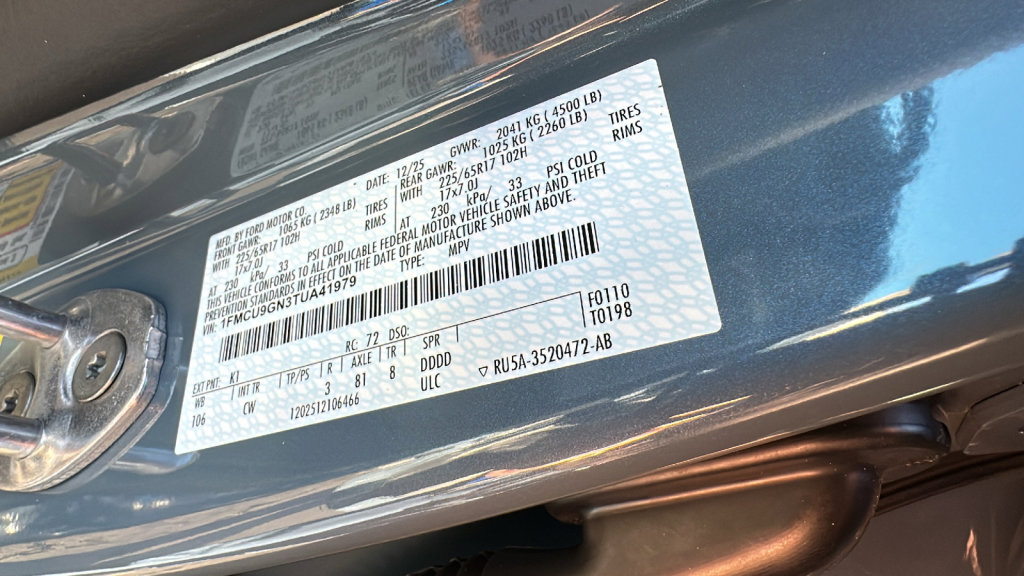 MFD. BY FORD MOTOR CO.
DATE: 12/25
GVWR: 2041 KG ( 4500 LB)
FRONT GAWR: 1065 KG ( 2348 LB)
REAR GAWR: 1025 KG ( 2260 LB)
225/65R17 102H TIRES
WITH 225/65R17 102H TIRES
17x7.0J RIMS
17x7.0J RIMS
AT 230 kPa/ 33 PSI COLD
AT 230 kPa/ 33 PSI COLD
THIS VEHICLE CONFORMS TO ALL APPLICABLE FEDERAL MOTOR VEHICLE SAFETY AND THEFT
PREVENTION STANDARDS IN EFFECT ON THE DATE OF MANUFACTURE SHOWN ABOVE.
VIN: 1FMCU9GN3TUA41979
TYPE: MPV
F0110
T0198
RC: 72 DSO:
EXT PNT: K1
WB INT TR TP/PS R AXLE TR SPR
106 CW 3 81 8 DDDD
1202512106466 ULC
▽ RU5A-3520472-AB